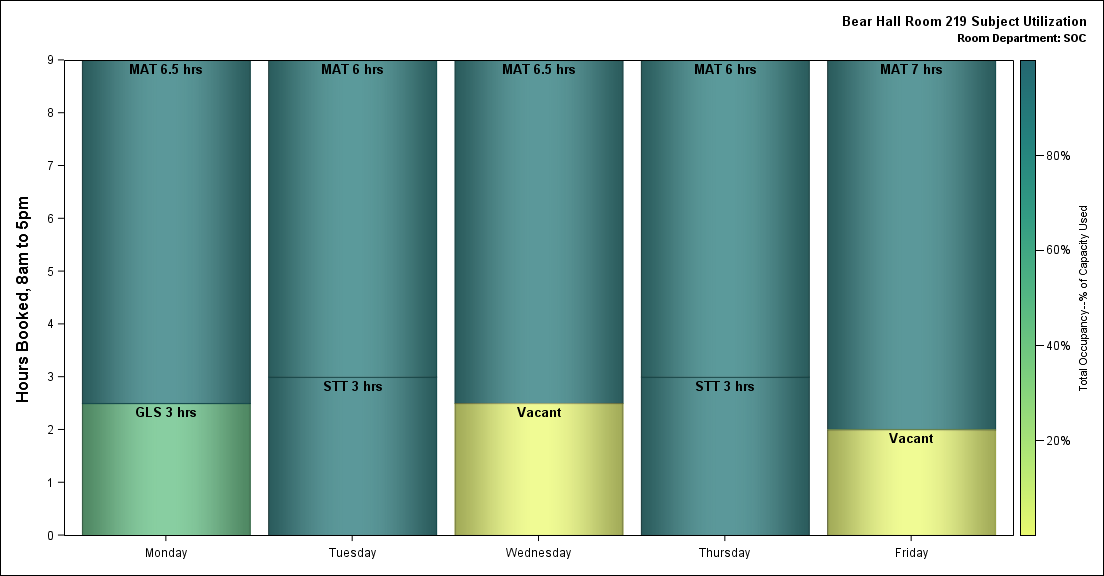 Bear Hall Room 219 Subject Utilization
Room Department: SOC
Hours Booked, 8am to 5pm
9
8
7
6
5
4
3
2
1
0
MAT 6.5 hrs
MAT 6 hrs
MAT 6.5 hrs
MAT 6 hrs
MAT 7 hrs
GLS 3 hrs
STT 3 hrs
Vacant
STT 3 hrs
Vacant
Monday
Tuesday
Wednesday
Thursday
Friday
80%
60%
40%
20%
Total Occupancy--% of Capacity Used